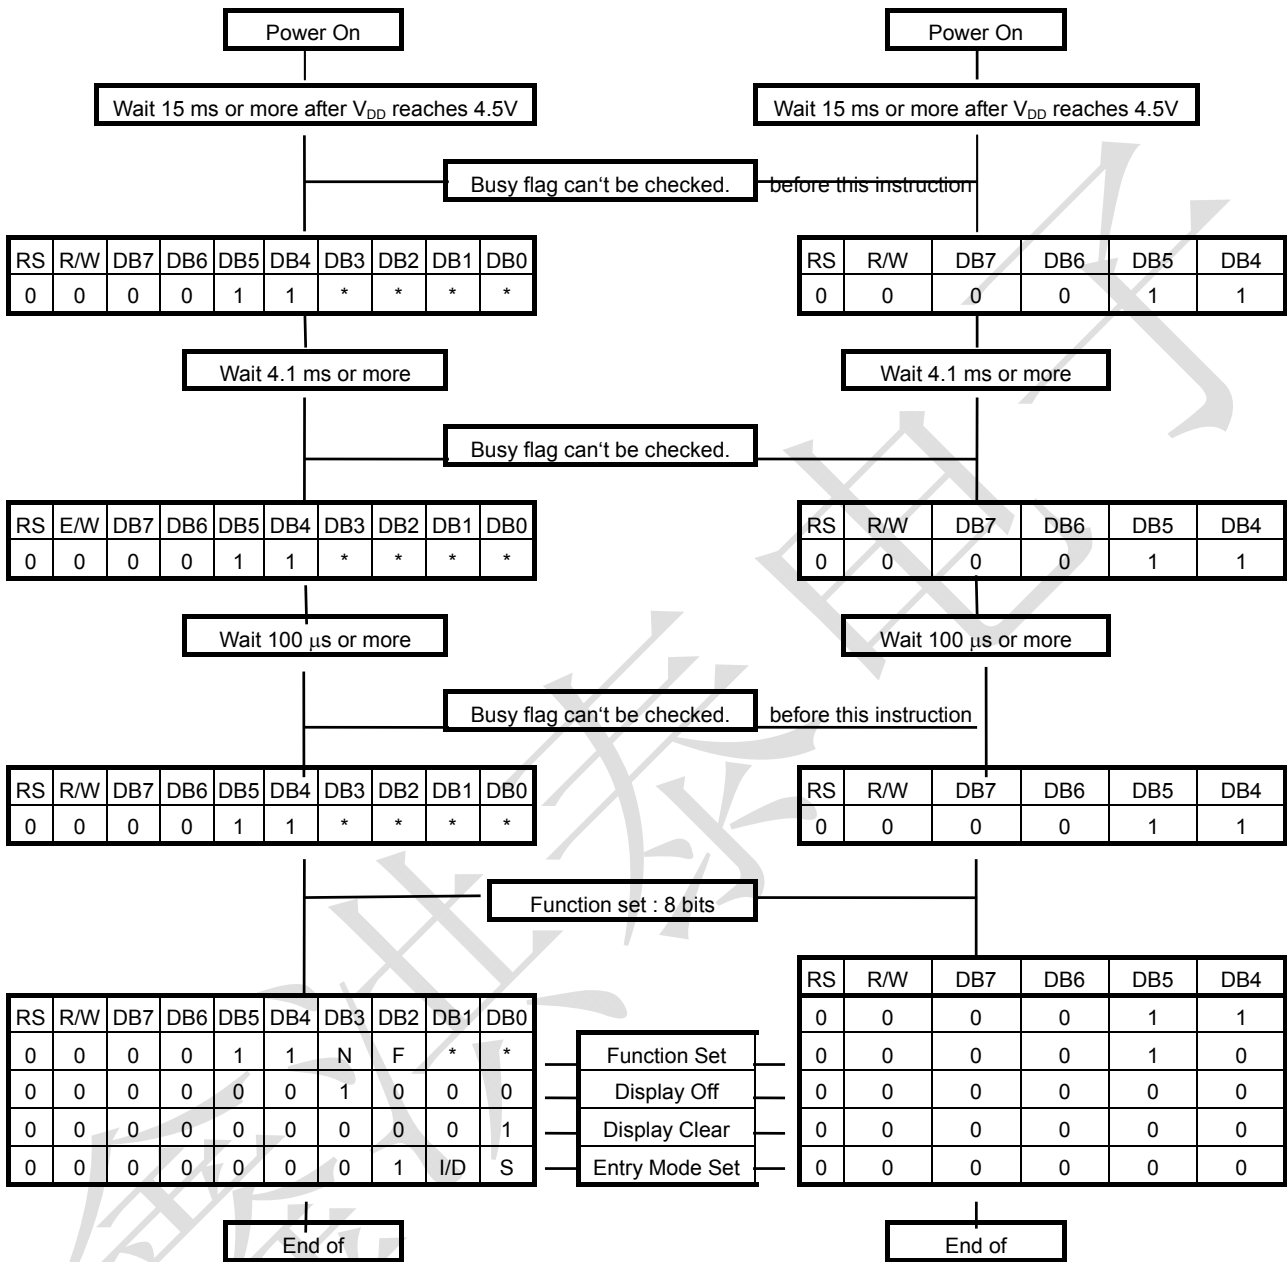 Power On
Wait 15 ms or more after VDD reaches 4.5V
Power On
Wait 15 ms or more after VDD reaches 4.5V
Busy flag can't be checked. before this instruction
RS R/W DB7 DB6 DB5 DB4 DB3 DB2 DB1 DB0
0 0 0 0 1 1 * * * *
RS R/W DB7 DB6 DB5 DB4
0 0 0 0 1 1
Wait 4.1 ms or more
Wait 4.1 ms or more
Busy flag can't be checked.
RS E/W DB7 DB6 DB5 DB4 DB3 DB2 DB1 DB0
0 0 0 0 1 1 * * * *
RS R/W DB7 DB6 DB5 DB4
0 0 0 0 1 1
Wait 100 μs or more
Wait 100 μs or more
Busy flag can't be checked. before this instruction
RS R/W DB7 DB6 DB5 DB4 DB3 DB2 DB1 DB0
0 0 0 0 1 1 * * * *
RS R/W DB7 DB6 DB5 DB4
0 0 0 0 1 1
Function set : 8 bits
RS R/W DB7 DB6 DB5 DB4 DB3 DB2 DB1 DB0
0 0 0 0 1 1 N F * *
0 0 0 0 0 0 1 0 0 0
0 0 0 0 0 0 0 0 0 1
0 0 0 0 0 0 0 1 I/D S
Function Set
Display Off
Display Clear
Entry Mode Set
RS R/W DB7 DB6 DB5 DB4
0 0 0 0 1 1
0 0 0 0 1 0
0 0 0 0 0 0
0 0 0 0 0 0
0 0 0 0 0 0
End of
End of
泰电子